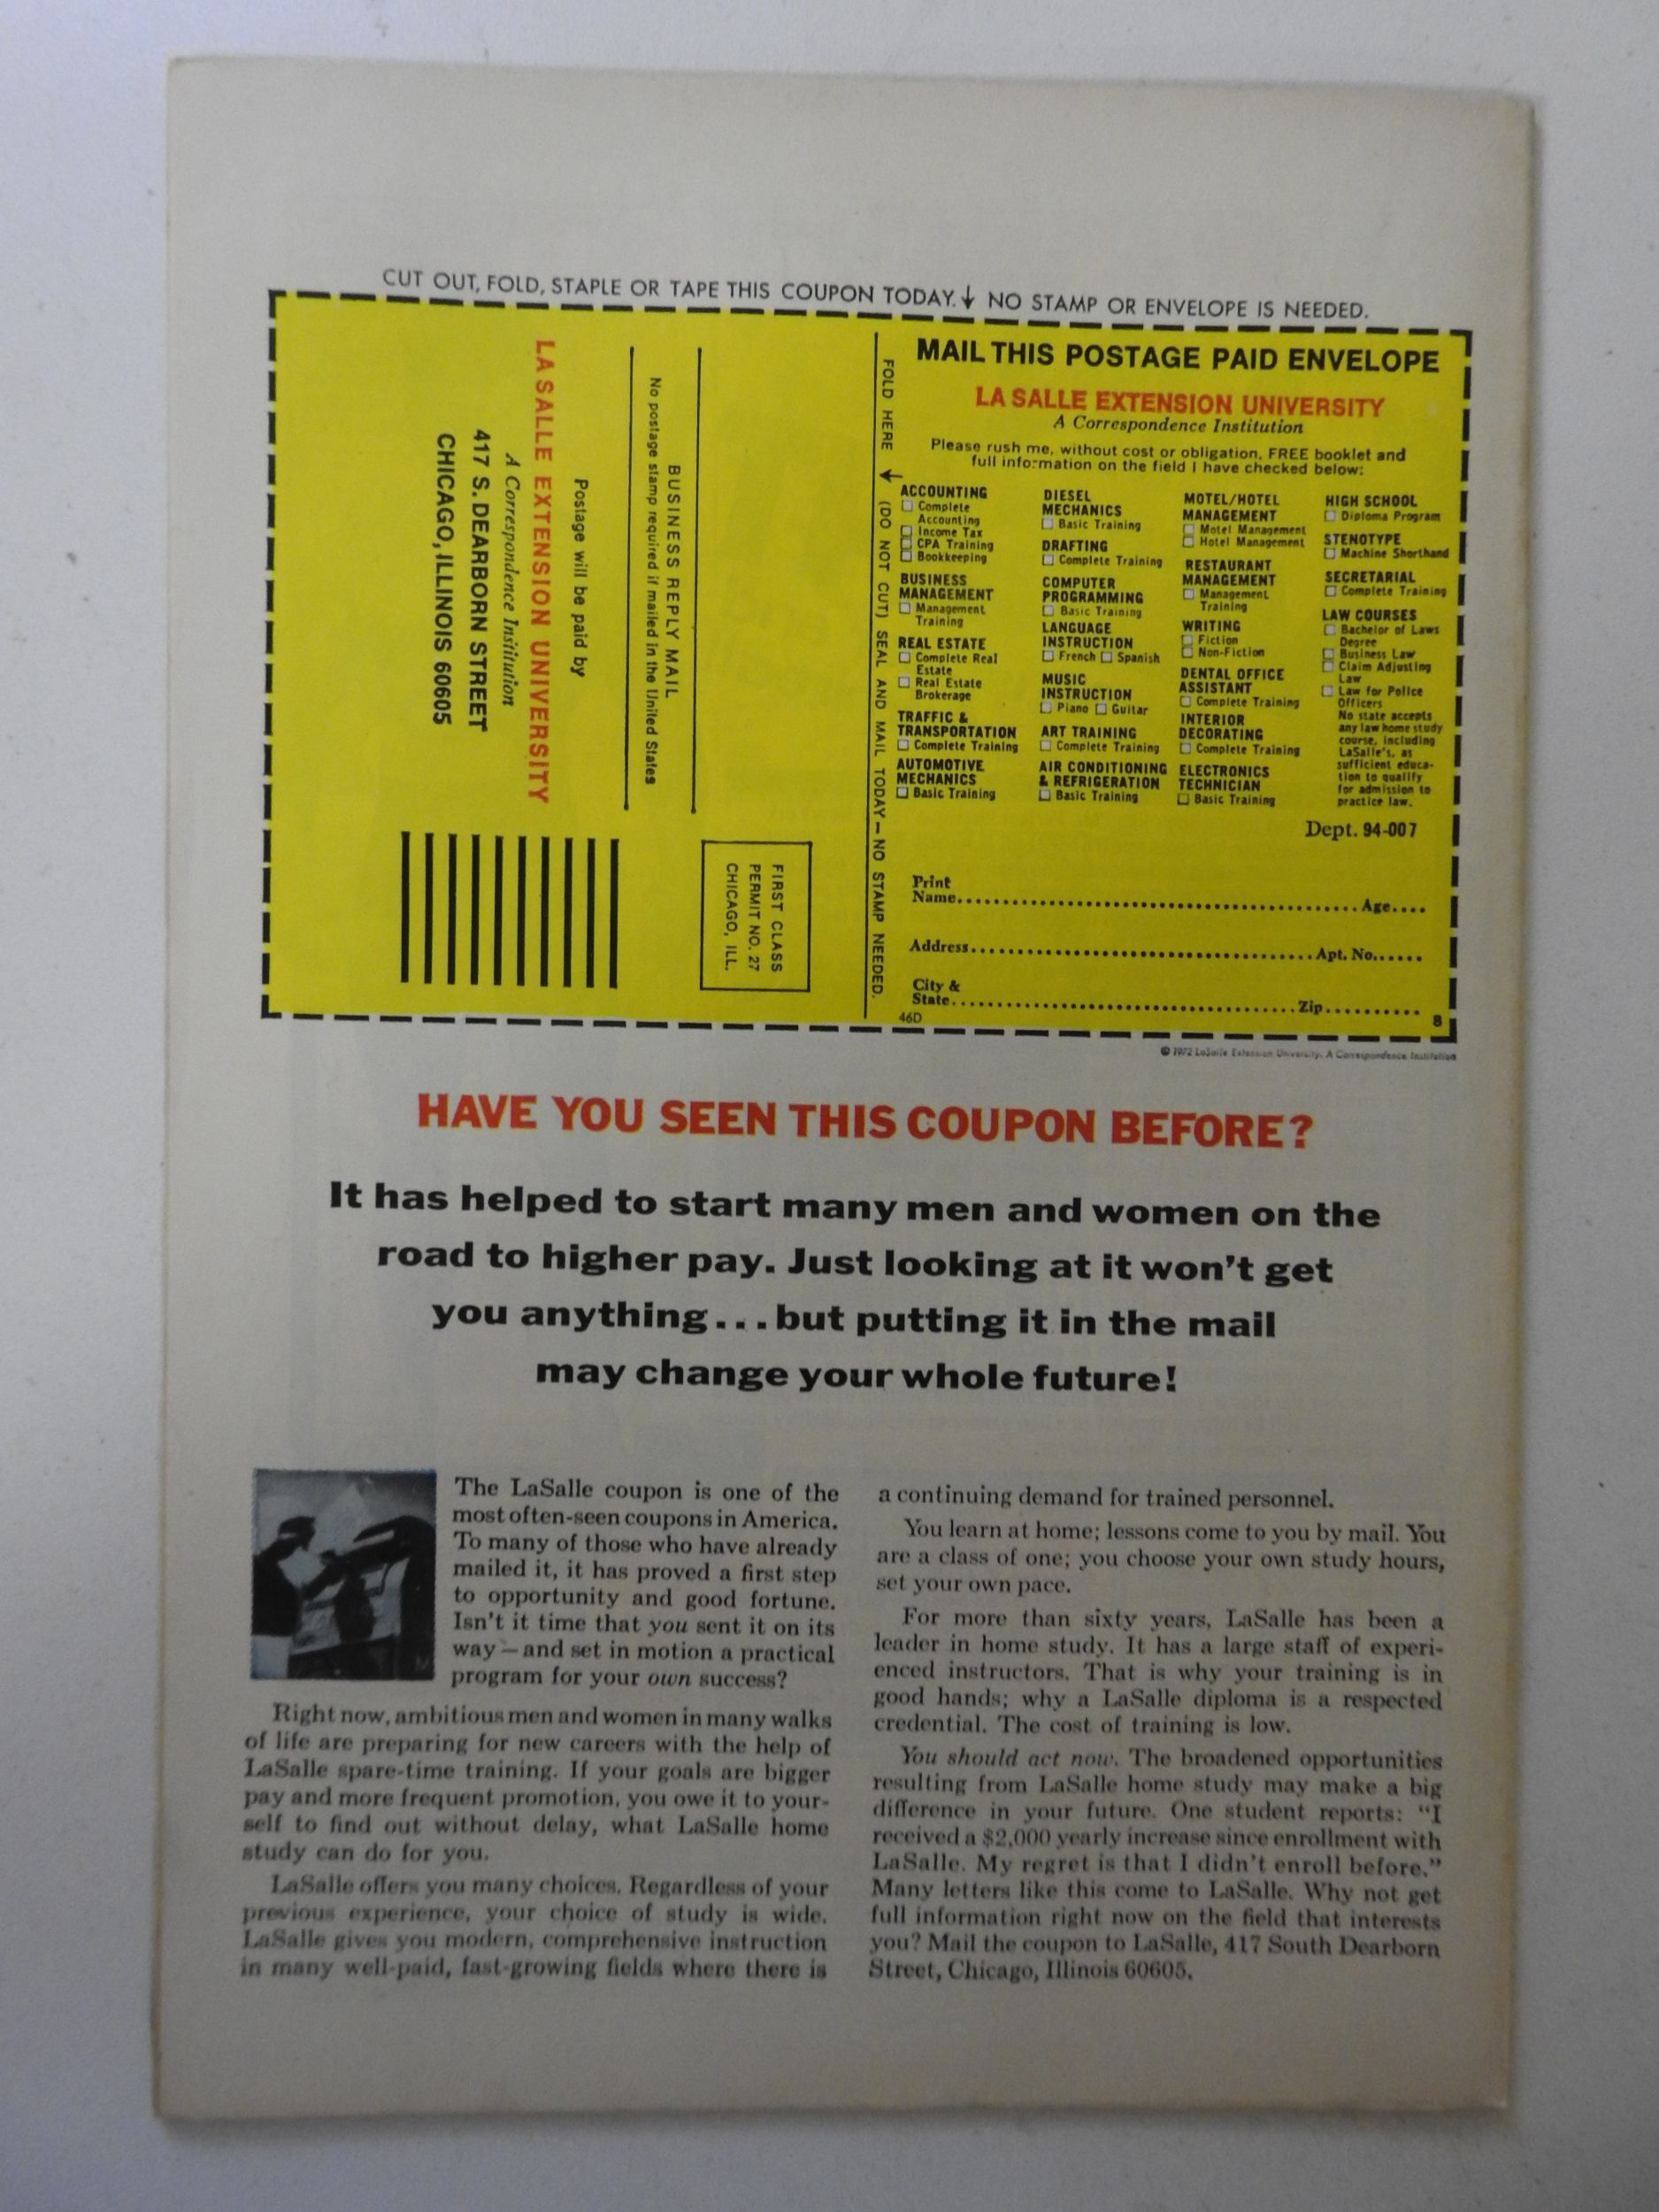 CUT OUT, FOLD, STAPLE OR TAPE THIS COUPON TODAY.↓ NO STAMP OR ENVELOPE IS NEEDED.
FIRST CLASS
PERMIT NO. 27
CHICAGO, ILL.
BUSINESS REPLY MAIL
No postage stamp required if mailed in the United States
Postage will be paid by
LA SALLE EXTENSION UNIVERSITY
A Correspondence Institution
417 S. DEARBORN STREET
CHICAGO, ILLINOIS 60605
FOLD HERE ↓ (DO NOT CUT) SEAL AND MAIL TODAY — NO STAMP NEEDED.
MAIL THIS POSTAGE PAID ENVELOPE
LA SALLE EXTENSION UNIVERSITY
A Correspondence Institution
Please rush me, without cost or obligation, FREE booklet and
full information on the field I have checked below:
ACCOUNTING
☐ Complete
Accounting
☐ Income Tax
☐ CPA Training
☐ Bookkeeping
BUSINESS
MANAGEMENT
☐ Management
Training
REAL ESTATE
☐ Complete Real
Estate
☐ Real Estate
Brokerage
TRAFFIC &
TRANSPORTATION
☐ Complete Training
AUTOMOTIVE
MECHANICS
☐ Basic Training
DIESEL
MECHANICS
☐ Basic Training
DRAFTING
☐ Complete Training
COMPUTER
PROGRAMMING
☐ Basic Training
LANGUAGE
INSTRUCTION
☐ French ☐ Spanish
MUSIC
INSTRUCTION
☐ Piano ☐ Guitar
ART TRAINING
☐ Complete Training
AIR CONDITIONING
& REFRIGERATION
☐ Basic Training
MOTEL/HOTEL
MANAGEMENT
☐ Motel Management
☐ Hotel Management
RESTAURANT
MANAGEMENT
☐ Management
Training
WRITING
☐ Fiction
☐ Non-Fiction
DENTAL OFFICE
ASSISTANT
☐ Complete Training
INTERIOR
DECORATING
☐ Complete Training
ELECTRONICS
TECHNICIAN
☐ Basic Training
HIGH SCHOOL
☐ Diploma Program
STENOTYPE
☐ Machine Shorthand
SECRETARIAL
☐ Complete Training
LAW COURSES
☐ Bachelor of Laws
Degree
☐ Business Law
☐ Claim Adjusting
Law
☐ Law for Police
Officers
No state accepts
any law home study
course, including
LaSalle's, as
sufficient educa-
tion to qualify
for admission to
practice law.
Dept. 94-007
Print
Name.....Age....
Address.....Apt. No......
City &
State.....Zip..........
46D 8
© 1972 LaSalle Extension University, A Correspondence Institution
HAVE YOU SEEN THIS COUPON BEFORE?
It has helped to start many men and women on the
road to higher pay. Just looking at it won't get
you anything...but putting it in the mail
may change your whole future!
The LaSalle coupon is one of the
most often-seen coupons in America.
To many of those who have already
mailed it, it has proved a first step
to opportunity and good fortune.
Isn't it time that you sent it on its
way — and set in motion a practical
program for your own success?
Right now, ambitious men and women in many walks
of life are preparing for new careers with the help of
LaSalle spare-time training. If your goals are bigger
pay and more frequent promotion, you owe it to your-
self to find out without delay, what LaSalle home
study can do for you.
LaSalle offers you many choices. Regardless of your
previous experience, your choice of study is wide.
LaSalle gives you modern, comprehensive instruction
in many well-paid, fast-growing fields where there is
a continuing demand for trained personnel.
You learn at home; lessons come to you by mail. You
are a class of one; you choose your own study hours,
set your own pace.
For more than sixty years, LaSalle has been a
leader in home study. It has a large staff of experi-
enced instructors. That is why your training is in
good hands; why a LaSalle diploma is a respected
credential. The cost of training is low.
You should act now. The broadened opportunities
resulting from LaSalle home study may make a big
difference in your future. One student reports: "I
received a $2,000 yearly increase since enrollment with
LaSalle. My regret is that I didn't enroll before."
Many letters like this come to LaSalle. Why not get
full information right now on the field that interests
you? Mail the coupon to LaSalle, 417 South Dearborn
Street, Chicago, Illinois 60605.